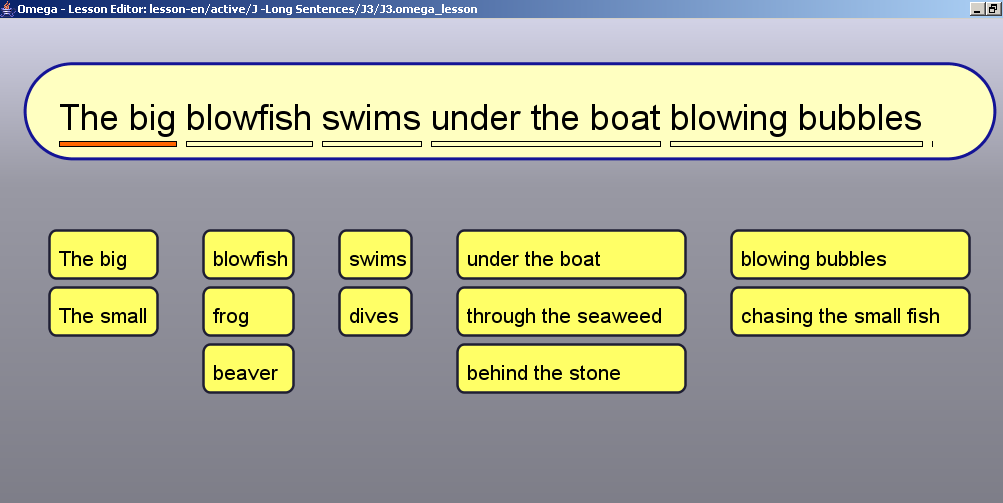 Omega - Lesson Editor: lesson-en/active/J -Long Sentences/J3/J3.omega_lesson
The big blowfish swims under the boat blowing bubbles
The big blowfish swims under the boat blowing bubbles
The small frog dives through the seaweed chasing the small fish
beaver behind the stone